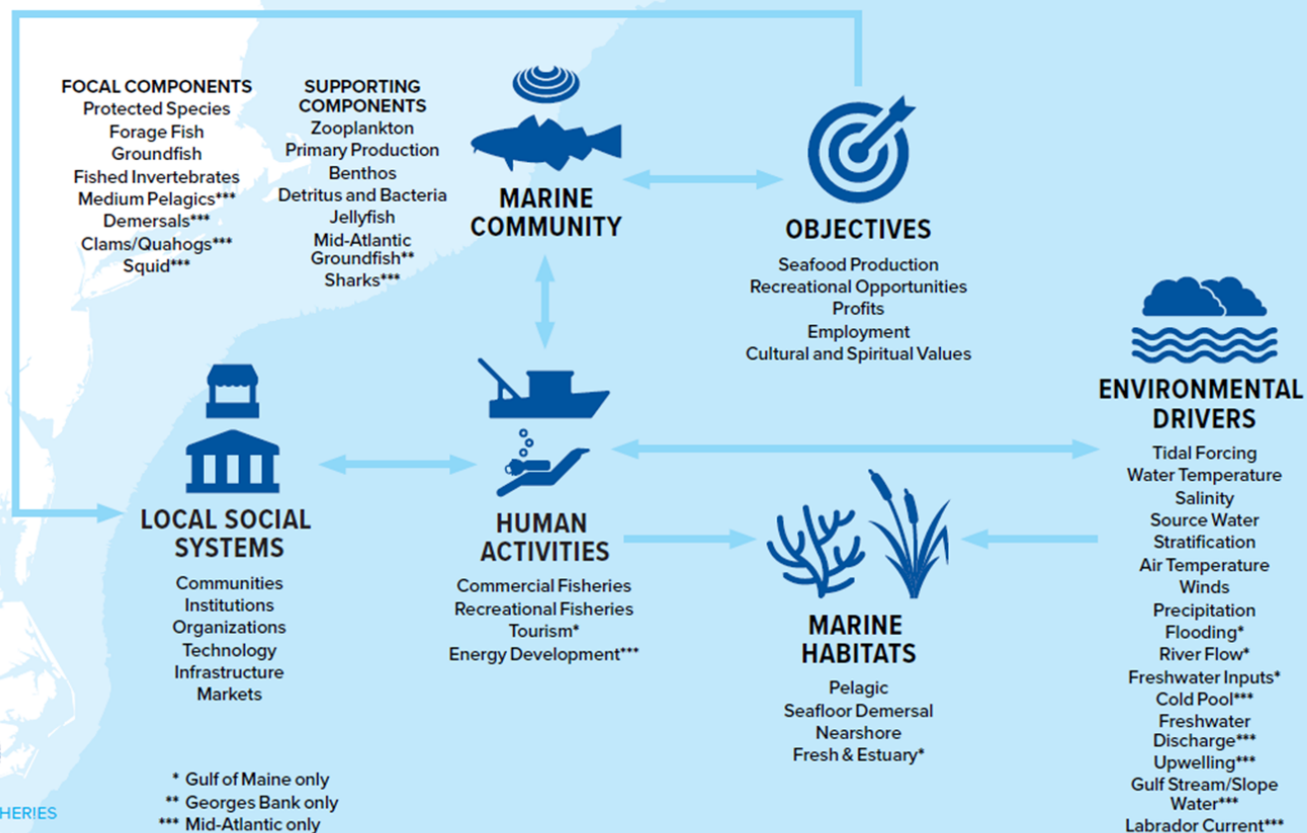 FOCAL COMPONENTS
Protected Species
Forage Fish
Groundfish
Fished Invertebrates
Medium Pelagics***
Demersals***
Clams/Quahogs***
Squid***
SUPPORTING
COMPONENTS
Zooplankton
Primary Production
Benthos
Detritus and Bacteria
Jellyfish
Mid-Atlantic
Groundfish**
Sharks***
MARINE
COMMUNITY
OBJECTIVES
Seafood Production
Recreational Opportunities
Profits
Employment
Cultural and Spiritual Values
ENVIRONMENTAL
DRIVERS
Tidal Forcing
Water Temperature
Salinity
Source Water
Stratification
Air Temperature
Winds
Precipitation
Flooding*
River Flow*
Freshwater Inputs*
Cold Pool***
Freshwater
Discharge***
Upwelling***
Gulf Stream/Slope
Water***
Labrador Current***
LOCAL SOCIAL
SYSTEMS
Communities
Institutions
Organizations
Technology
Infrastructure
Markets
HUMAN
ACTIVITIES
Commercial Fisheries
Recreational Fisheries
Tourism*
Energy Development***
MARINE
HABITATS
Pelagic
Seafloor Demersal
Nearshore
Fresh & Estuary*
* Gulf of Maine only
** Georges Bank only
*** Mid-Atlantic only
HERIES